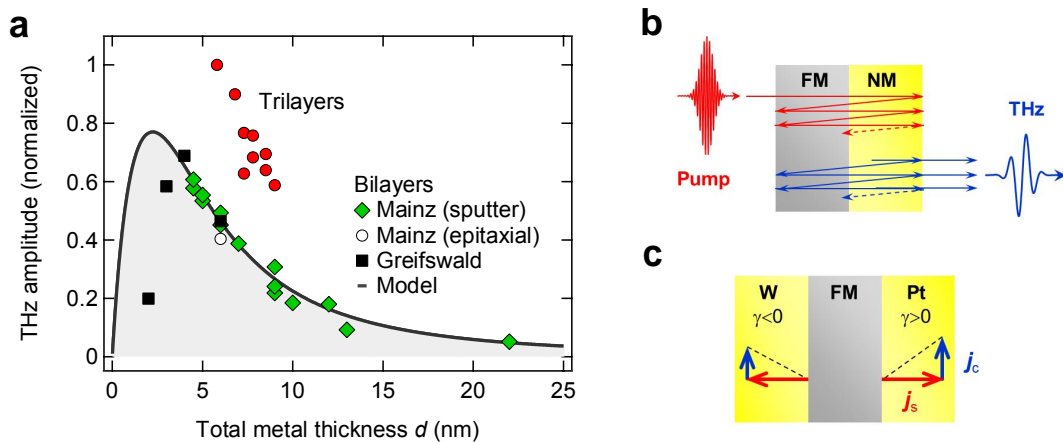 a
THz amplitude (normalized)
1
0.8
0.6
0.4
0.2
0
0 5 10 15 20 25
Total metal thickness d (nm)
Trilayers
Bilayers
Mainz (sputter)
Mainz (epitaxial)
Greifswald
Model
b
FM NM
Pump
THz
c
W FM Pt
γ<0 γ>0
jc
js